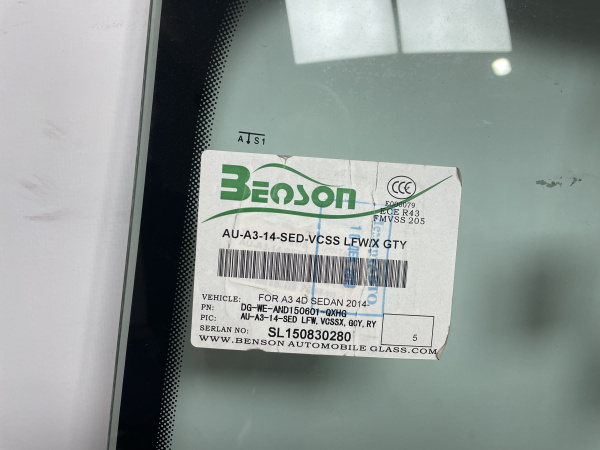 A S1
BENSON
CCC
E000079
ECE R43
FMVSS 205
AU-A3-14-SED-VCSS LFW/X GTY
VEHICLE: FOR A3 4D SEDAN 2014-
PN: DG-WE-AND150601-QXHG
PIC: AU-A3-14-SED LFW, VCSSX, GCY, RY
SERLAN NO: SL150830280
5
WWW.BENSON AUTOMOBILE GLASS.COM